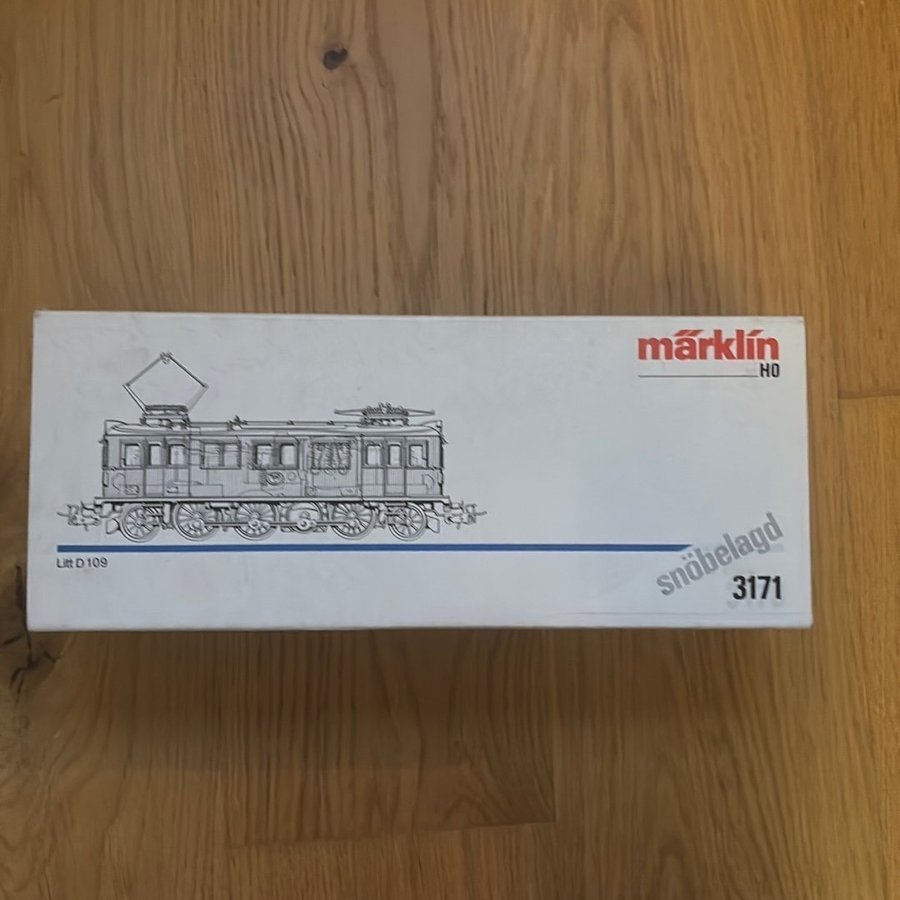 märklin
HO
Litt D 109
snöbelagd
3171